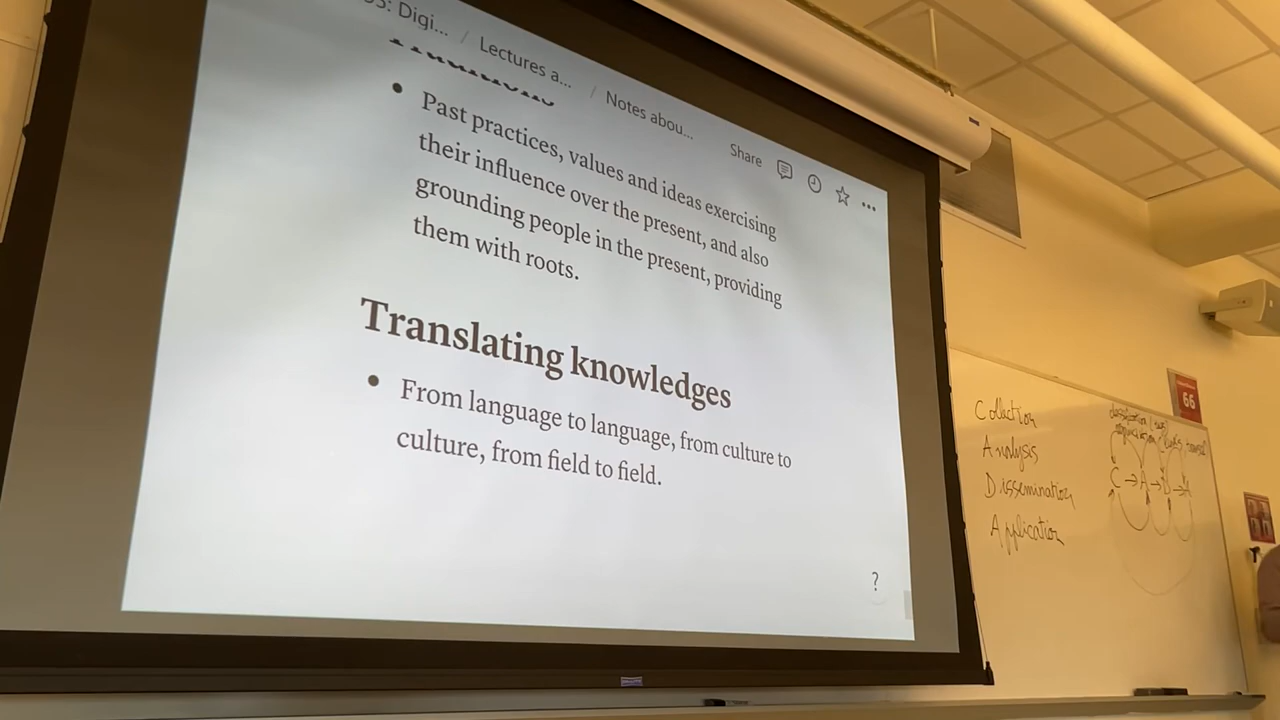 3: Digi... / Lectures a... / Notes abou...
Share
• Past practices, values and ideas exercising
their influence over the present, and also
grounding people in the present, providing
them with roots.
Translating knowledges
• From language to language, from culture to
culture, from field to field.
?
Collection
Analysis
Dissemination
Application
C → A → D → A
66